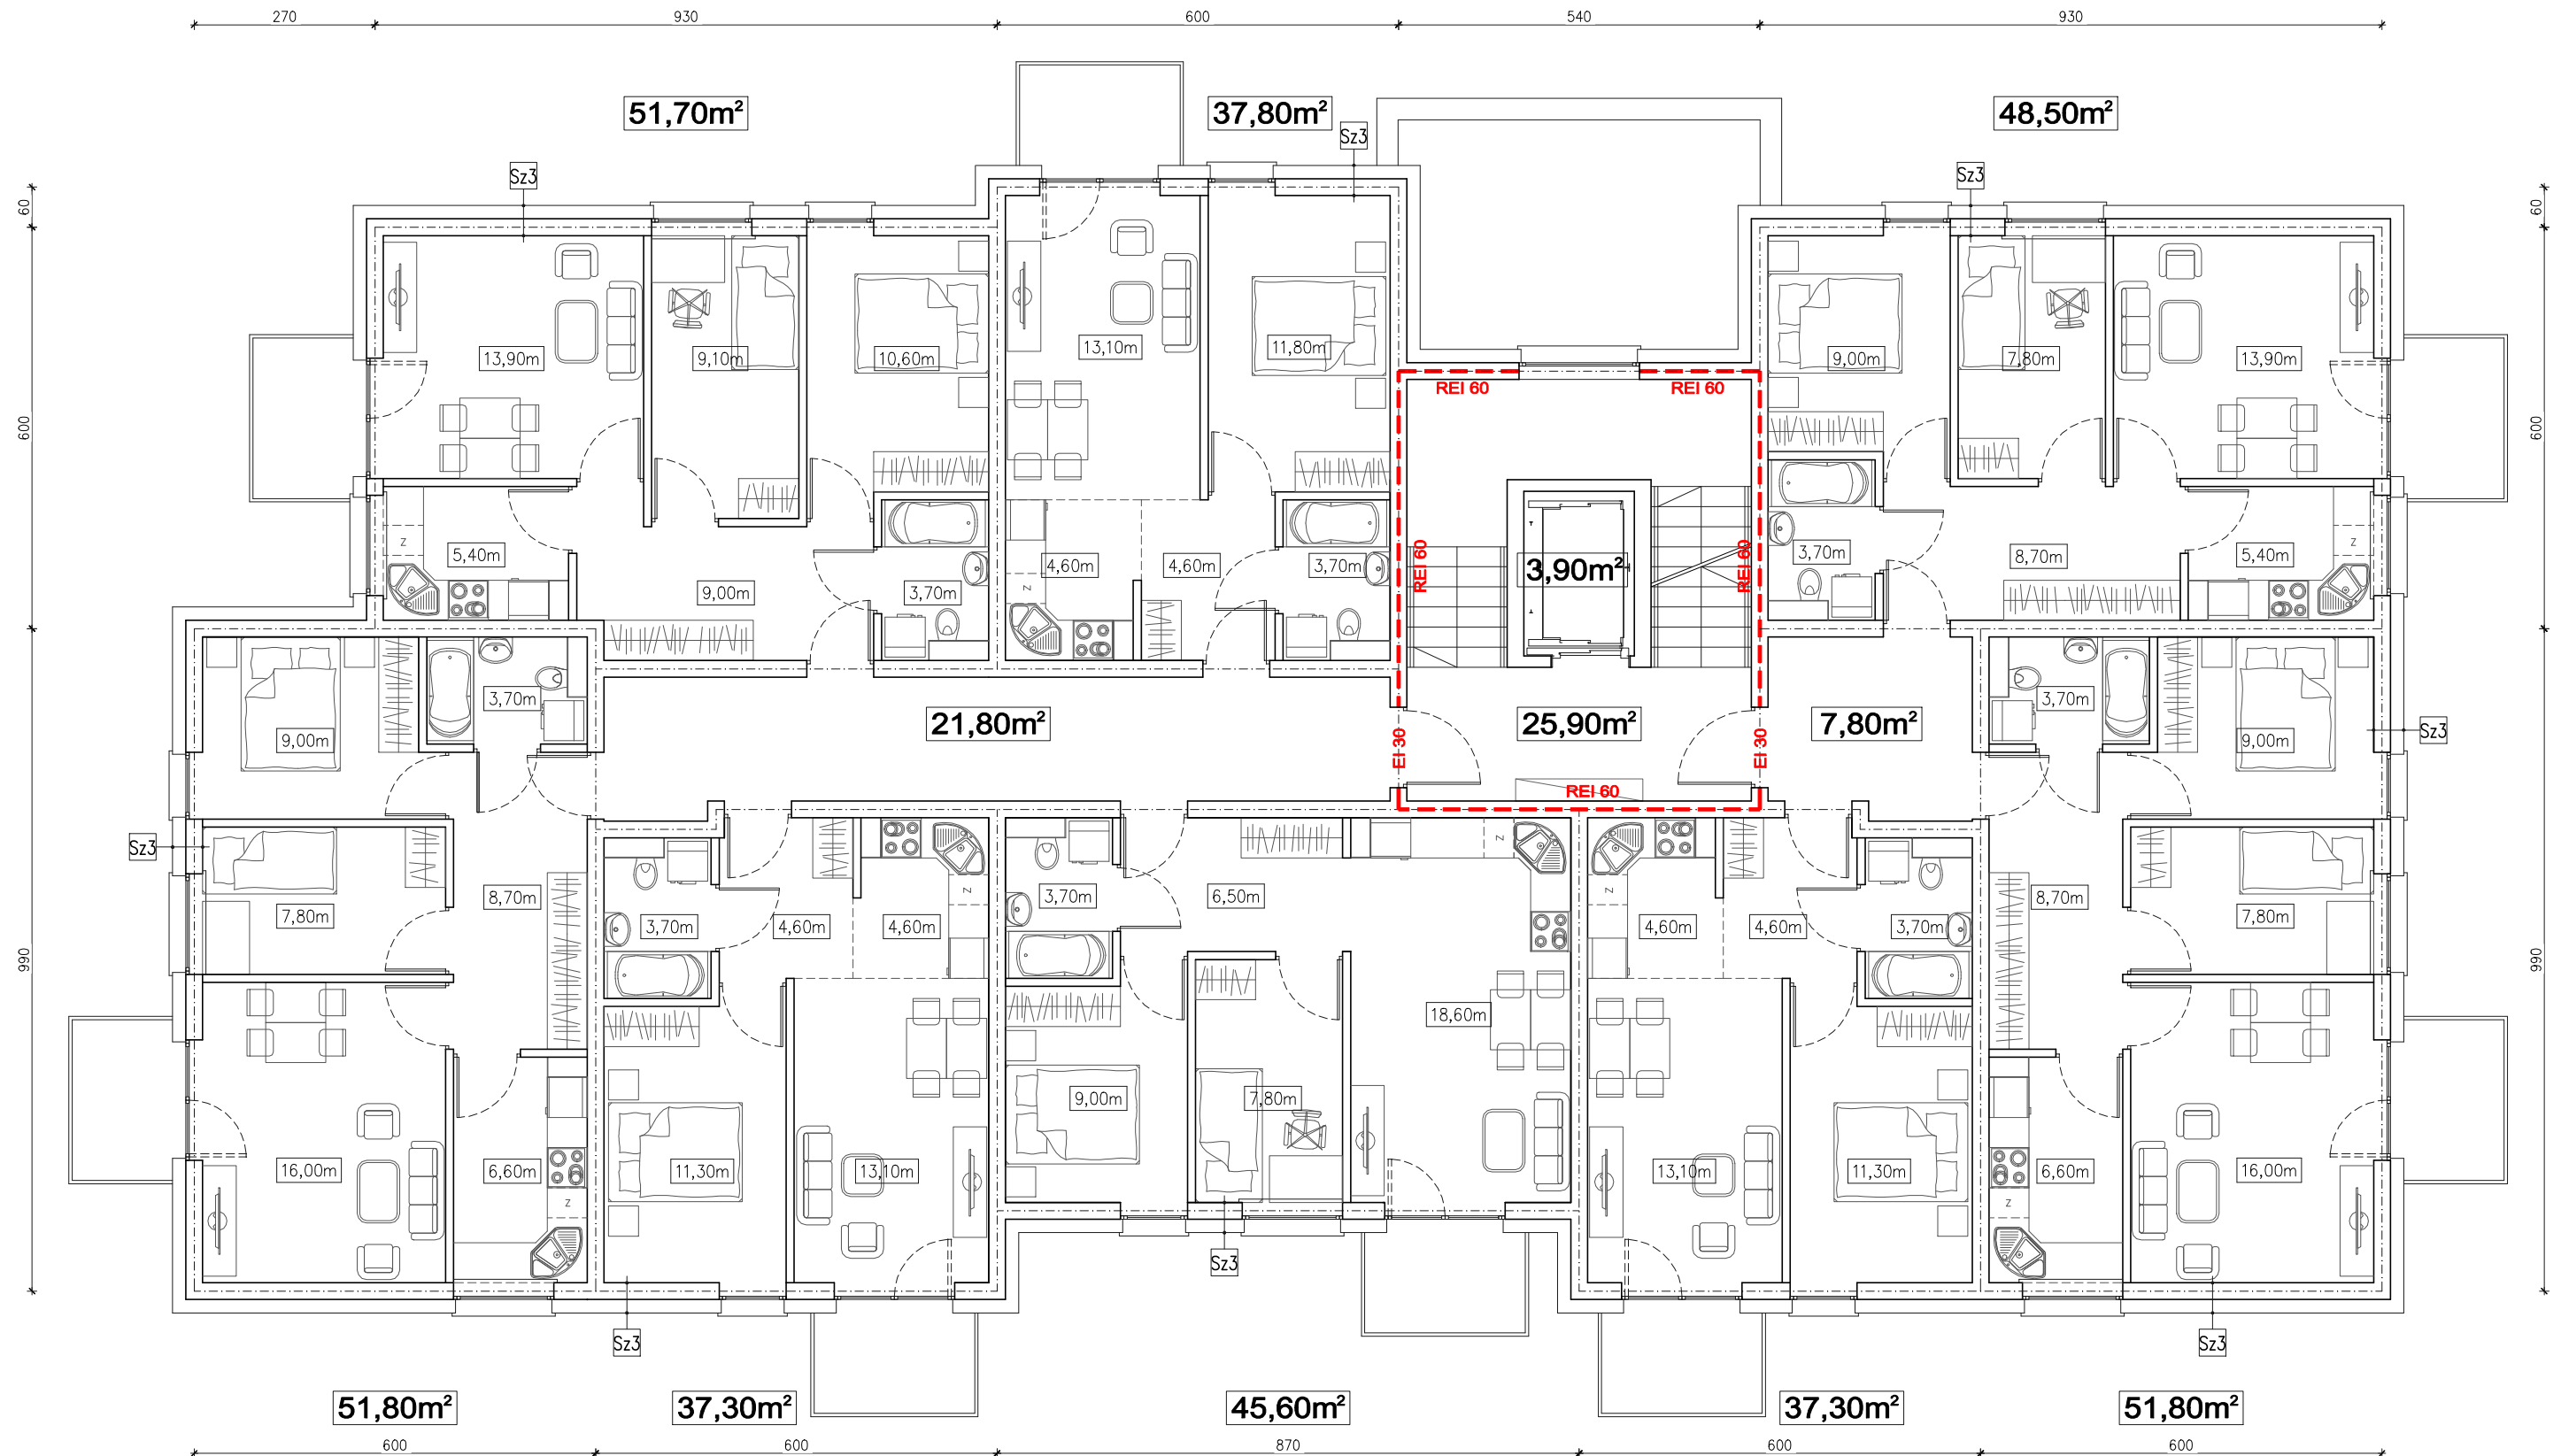 270 930 600 540 930
51,70m² 37,80m² 48,50m²
Sz3 Sz3 Sz3
60 60
13,90m 9,10m 10,60m 13,10m 11,80m 9,00m 7,80m 13,90m
REI 60 REI 60
600 600
5,40m 9,00m 3,70m 4,60m 4,60m 3,70m 3,90m² 3,70m 8,70m 5,40m
Z Z Z
REI 60 REI 60
3,70m 3,70m
9,00m 21,80m² 25,90m² 7,80m² 9,00m
Sz3
EI 30 EI 30
REI 60
Sz3
Z Z Z
7,80m 8,70m 3,70m 6,50m 8,70m 7,80m
3,70m 4,60m 4,60m 4,60m 4,60m 3,70m
990 990
18,60m
9,00m 7,80m
16,00m 6,60m 11,30m 13,10m 13,10m 11,30m 6,60m 16,00m
Z Z
Sz3
Sz3 Sz3
51,80m² 37,30m² 45,60m² 37,30m² 51,80m²
600 600 870 600 600